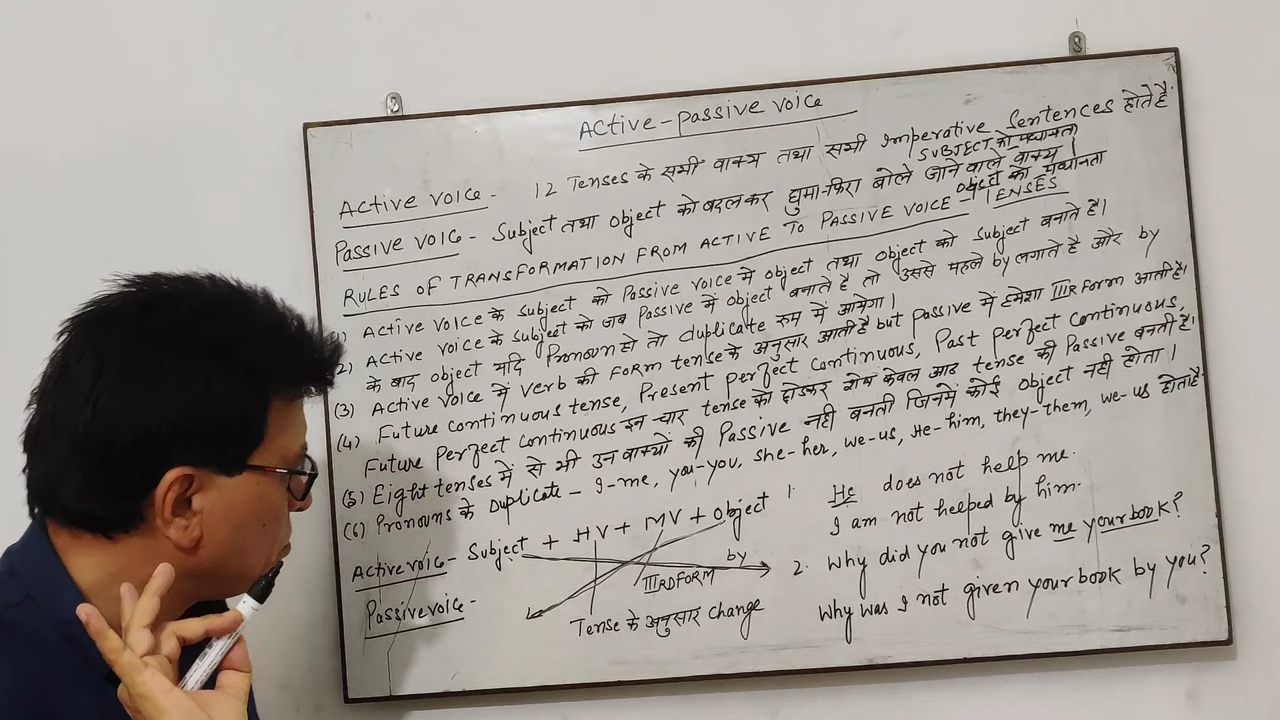 Active-passive voice
Active voice - 12 Tenses के सभी वाक्य तथा सभी Imperative Sentences होते हैं
SUBJECT को प्रधानता
Passive voice - Subject तथा object को बदलकर घुमा-फिरा बोले जाने वाले वाक्य।
object को प्रधानता
RULES OF TRANSFORMATION FROM ACTIVE TO PASSIVE VOICE - TENSES
(1) Active voice के Subject को Passive voice में object तथा object को Subject बनाते है।
(2) Active voice के subject को जब Passive में object बनाते है तो उससे पहले by लगाते है और by
के बाद object यदि Pronoun हो तो duplicate रूप में आयेगा।
(3) Active voice में verb की form tense के अनुसार आती है but passive में हमेशा IIIR Form आती है।
(4) Future continuous tense, Present perfect continuous, Past perfect continuous,
Future perfect continuous इन चार tense को छोड़कर शेष केवल आठ tense की Passive बनती है।
(5) Eight tenses में से भी उन वाक्यों की Passive नही बनती जिनमें कोई object नही होता।
(6) Pronouns के Duplicate - I-me, you-you, she-her, we-us, He-him, they-them, we-us होता है
Active voice - Subject + HV + MV + object
by
IIIRD FORM
Passive voice -
Tense के अनुसार change
1. He does not help me.
I am not helped by him.
2. Why did you not give me your book?
Why was I not given your book by you?